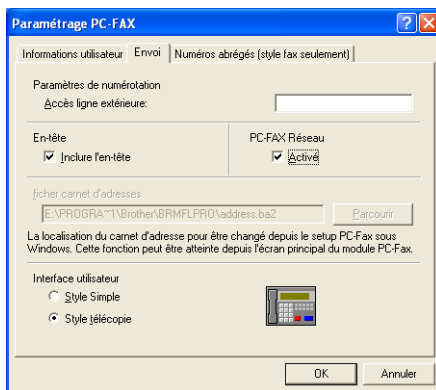 Paramétrage PC-FAX
Informations utilisateur Envoi Numéros abrégés (style fax seulement)
Paramètres de numérotation
Accès ligne extérieure:
En-tête PC-FAX Réseau
Inclure l'en-tête Activé
ficher carnet d'adresses
E:\PROGRA~1\Brother\BRMFLPRO\address.ba2 Parcourir
La localisation du carnet d'adresse pour être changé depuis le setup PC-Fax sous
Windows. Cette fonction peut être atteinte depuis l'écran principal du module PC-Fax.
Interface utilisateur
Style Simple
Style télécopie
OK Annuler